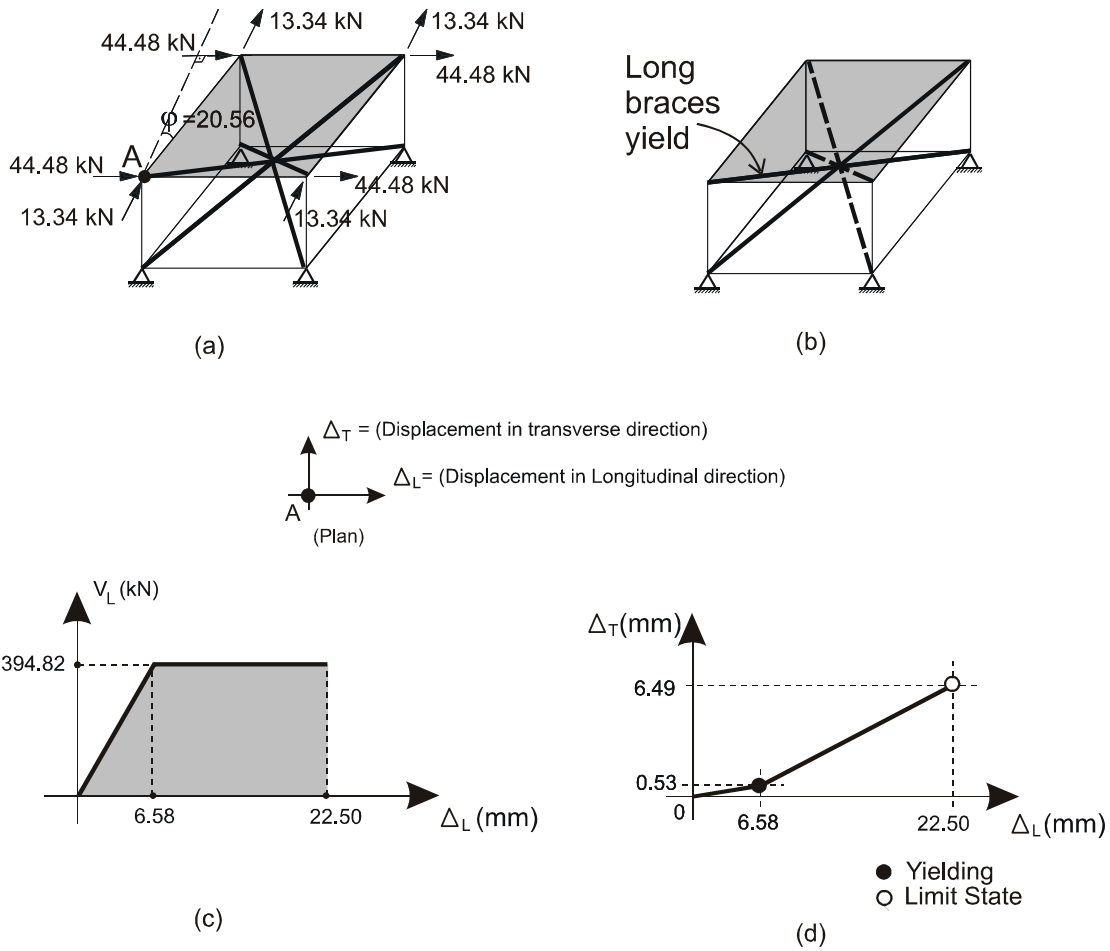 13.34 kN
13.34 kN
44.48 kN
44.48 kN
φ =20.56
A
44.48 kN
44.48 kN
13.34 kN
13.34 kN
(a)
Long
braces
yield
(b)
Δ_T = (Displacement in transverse direction)
Δ_L= (Displacement in Longitudinal direction)
A
(Plan)
V_L (kN)
394.82
6.58
22.50
Δ_L (mm)
(c)
Δ_T (mm)
6.49
0.53
0
6.58
22.50
Δ_L (mm)
Yielding
Limit State
(d)